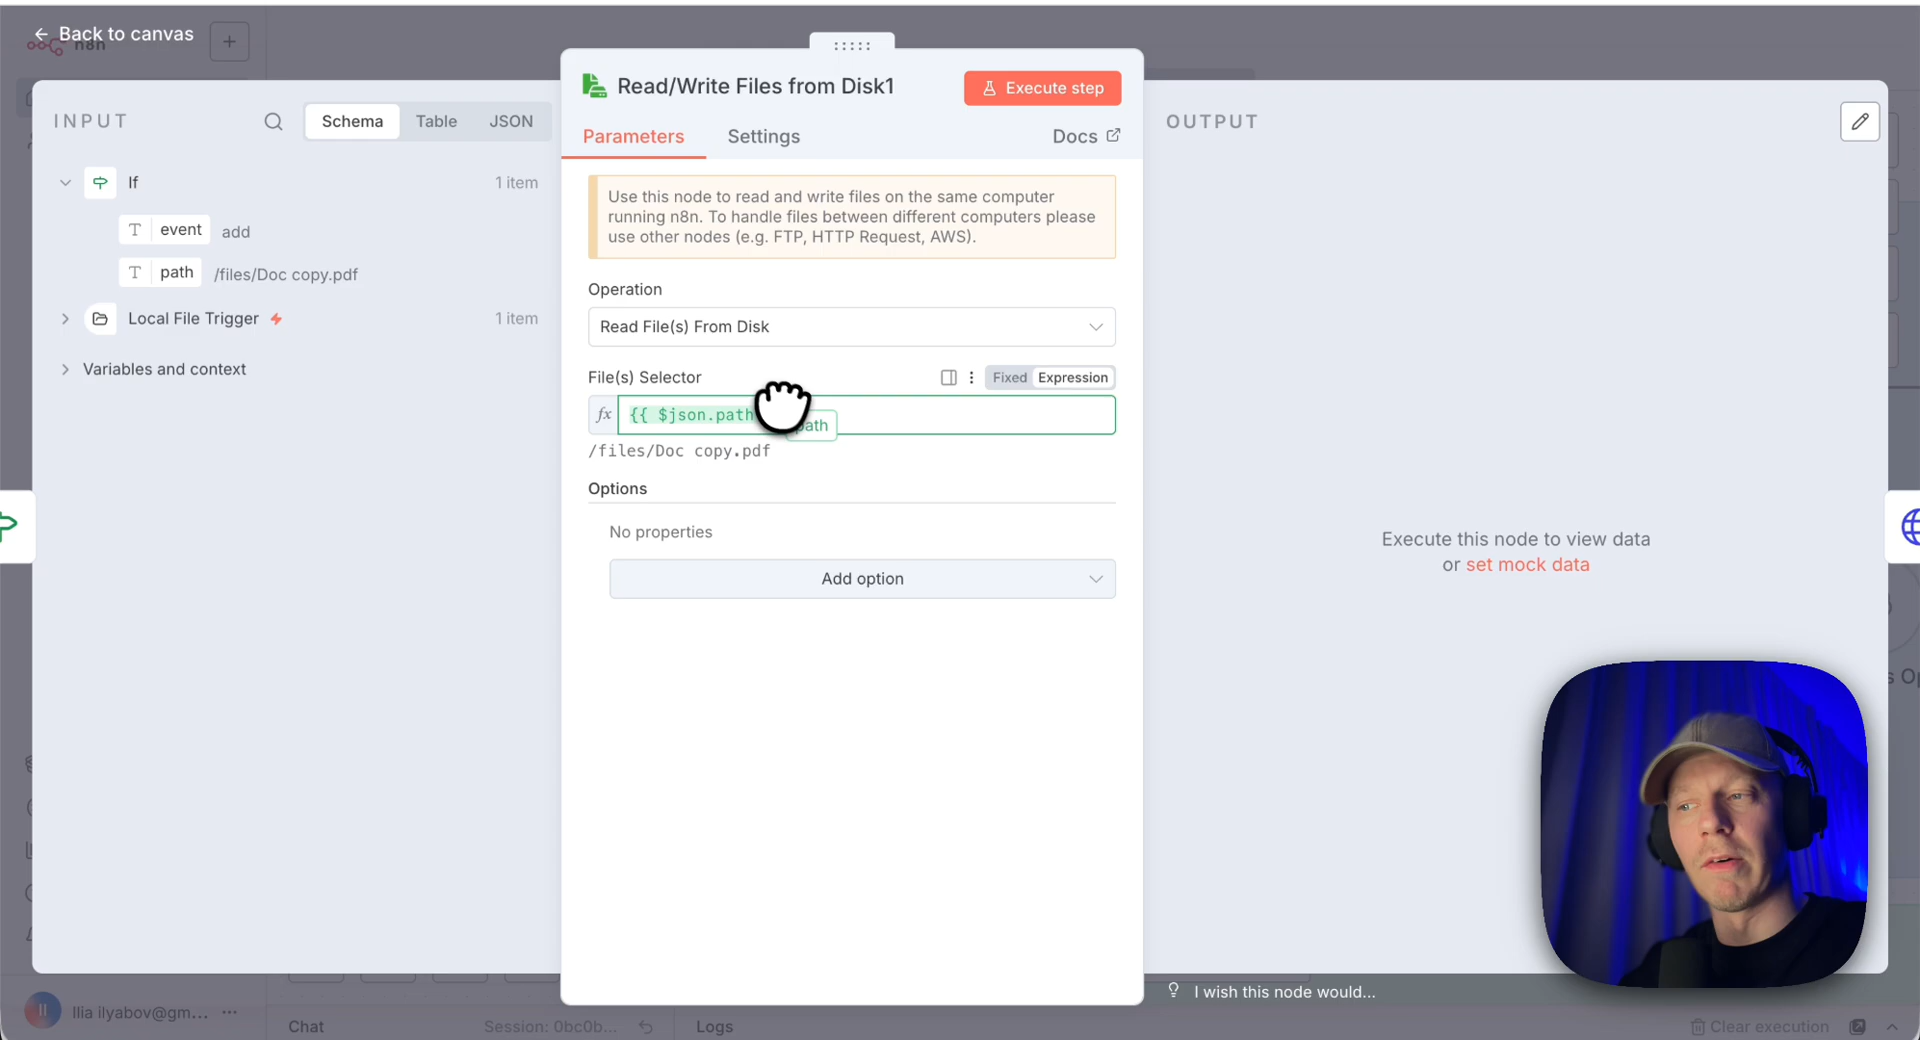 Back to canvas
n8n
INPUT
Schema
Table
JSON
If
1 item
event
add
path
/files/Doc copy.pdf
Local File Trigger
1 item
Variables and context
Read/Write Files from Disk1
Execute step
Parameters
Settings
Docs
Use this node to read and write files on the same computer
running n8n. To handle files between different computers please
use other nodes (e.g. FTP, HTTP Request, AWS).
Operation
Read File(s) From Disk
File(s) Selector
Fixed
Expression
fx
{{ $json.path
path
/files/Doc copy.pdf
Options
No properties
Add option
OUTPUT
Execute this node to view data
or set mock data
I wish this node would...
Ilia ilyabov@gm...
Chat
Session: 0bc0b...
Logs
Clear execution